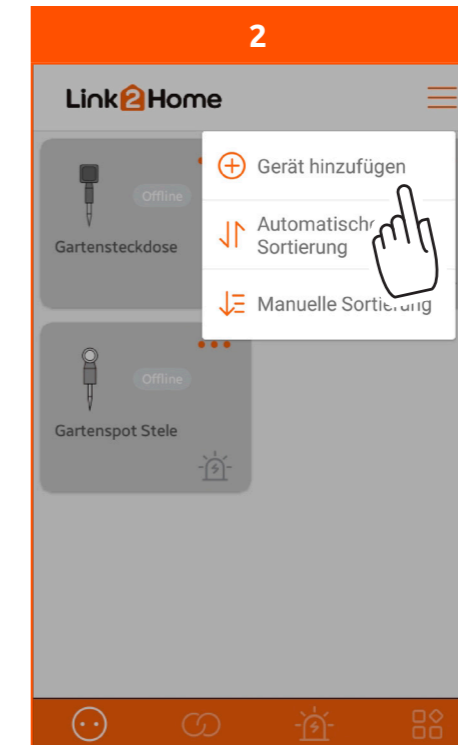 2
Link2Home
Gerät hinzufügen
Offline
Automatische
Gartensteckdose
Sortierung
Manuelle Sortierung
Offline
Gartenspot Stele